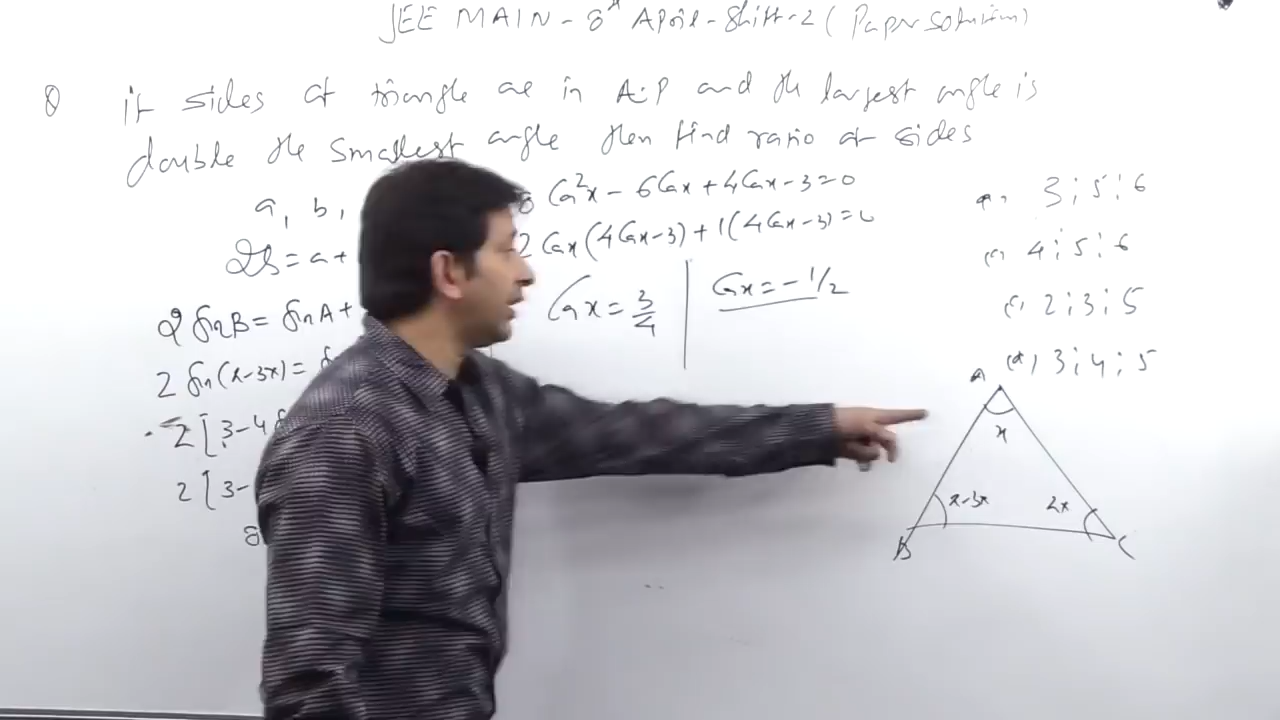 JEE MAIN - 8th April - Shift-2 (Paper solution)
Q if sides of triangle are in A.P and the largest angle is
double the smallest angle then find ratio of sides
a, b,
2b = a+
2 sin B = sin A +
2 sin(π-3x) =
2 [3-4
2 [3-
8
8 Cos²x - 6Cosx + 4Cosx - 3 = 0
2 Cosx (4Cosx-3) + 1(4Cosx-3) = 0
Cosx = 3/4
Cosx = -1/2
3:5:6
4:5:6
(c) 2:3:5
(d) 3:4:5
A
x
π-3x
2x
B
C